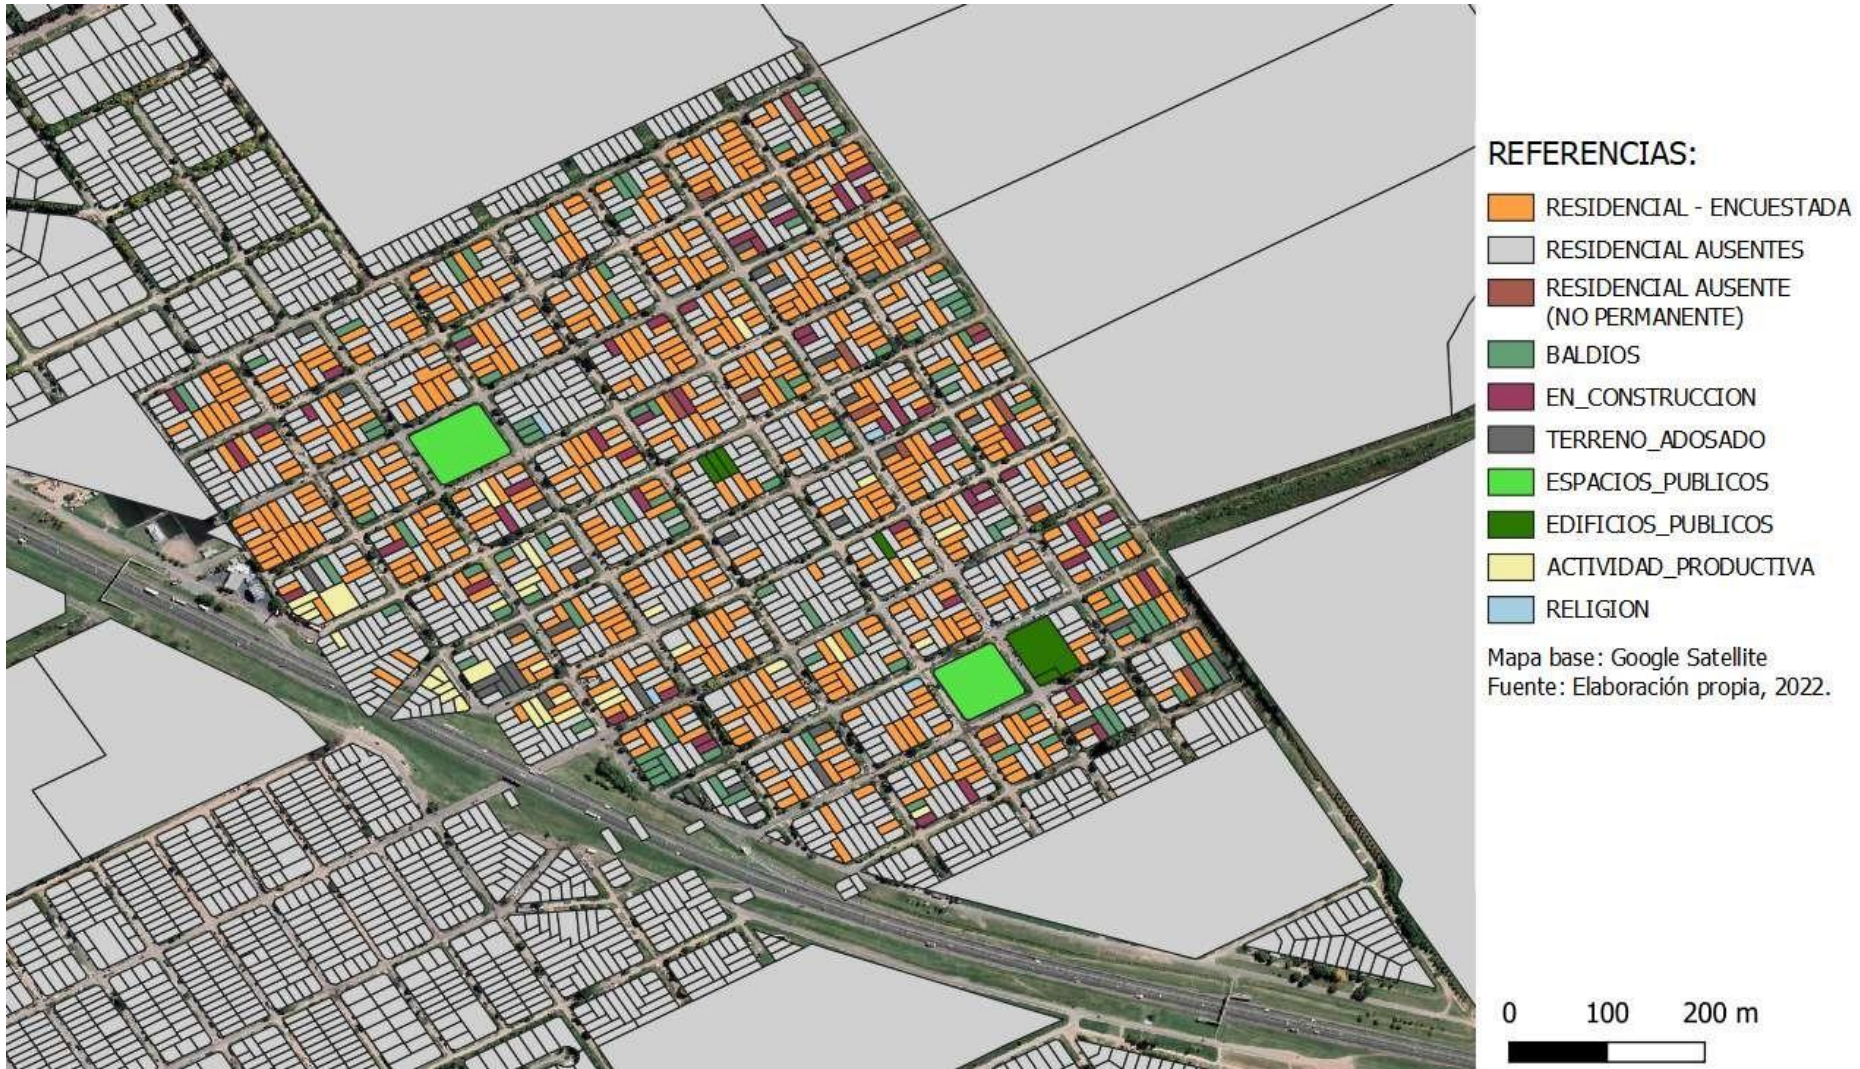 REFERENCIAS:
RESIDENCIAL - ENCUESTADA
RESIDENCIAL AUSENTES
RESIDENCIAL AUSENTE
(NO PERMANENTE)
BALDIOS
EN_CONSTRUCCION
TERRENO_ADOSADO
ESPACIOS_PUBLICOS
EDIFICIOS_PUBLICOS
ACTIVIDAD_PRODUCTIVA
RELIGION
Mapa base: Google Satellite
Fuente: Elaboración propia, 2022.
0 100 200 m